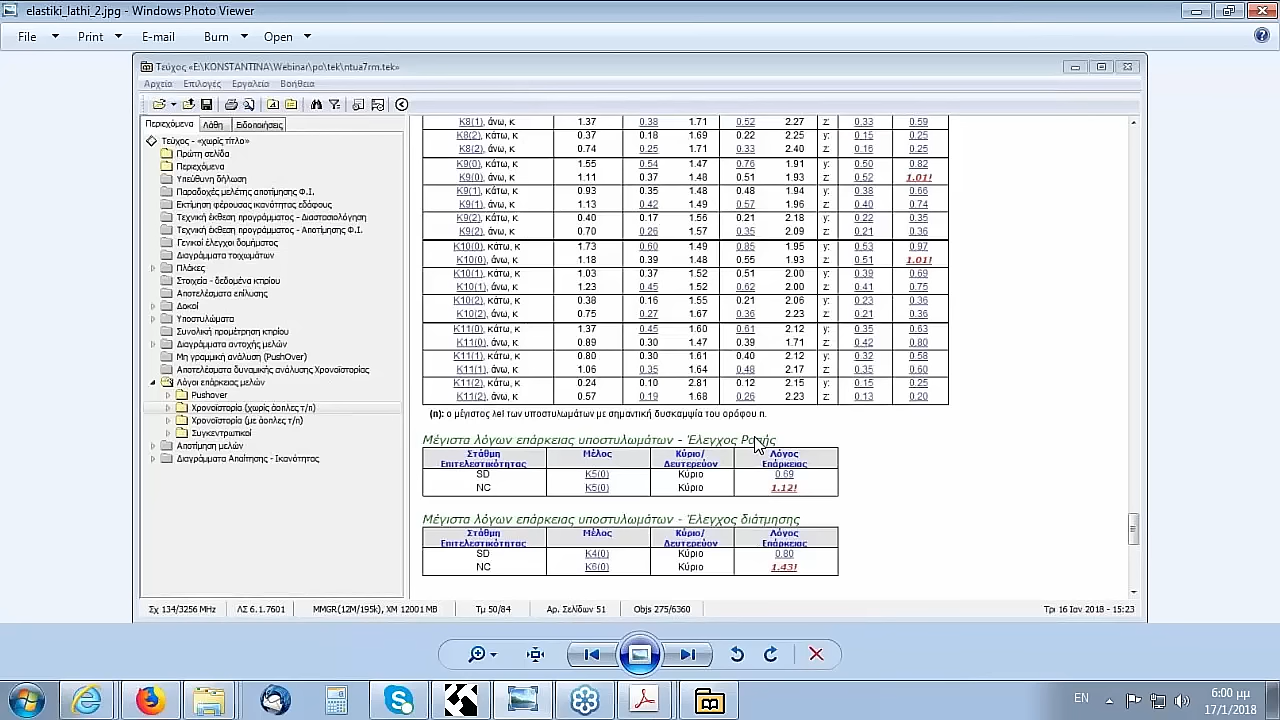 elastiki_lathi_2.jpg - Windows Photo Viewer
File Print E-mail Burn Open
Τεύχος «E:\KONSTANTINA\Webinar\po\tek\ntua7rm.tek»
Αρχεία Επιλογές Εργαλεία Βοήθεια
Περιεχόμενα Λάθη Ειδοποιήσεις
Τεύχος - «χωρίς τίτλο»
Πρώτη σελίδα
Περιεχόμενα
Υπεύθυνη δήλωση
Παραδοχές μελέτης αποτίμησης Φ.Ι.
Εκτίμηση φέρουσας ικανότητας εδάφους
Τεχνική έκθεση προγράμματος - Διαστασιολόγηση
Τεχνική έκθεση προγράμματος - Αποτίμησης Φ.Ι.
Γενικοί έλεγχοι δομήματος
Διαγράμματα τοιχωμάτων
Πλάκες
Στοιχεία - δεδομένα κτηρίου
Αποτελέσματα επίλυσης
Δοκοί
Υποστυλώματα
Συνολική προμέτρηση κτηρίου
Διαγράμματα αντοχής μελών
Μη γραμμική ανάλυση (PushOver)
Αποτελέσματα δυναμικής ανάλυσης Χρονοϊστορίας
Λόγοι επάρκειας μελών
Pushover
Χρονοϊστορία (χωρίς άοπλες τ/π)
Χρονοϊστορία (με άοπλες τ/π)
Συγκεντρωτικοί
Αποτίμηση μελών
Διαγράμματα Απαίτησης - Ικανότητας
K8(1), άνω, κ 1.37 0.38 1.71 0.52 2.27 z: 0.33 0.59
K8(2), κάτω, κ 0.37 0.18 1.69 0.22 2.25 y: 0.15 0.25
K8(2), άνω, κ 0.74 0.25 1.71 0.33 2.40 z: 0.16 0.25
K9(0), κάτω, κ 1.55 0.54 1.47 0.76 1.91 y: 0.50 0.82
K9(0), άνω, κ 1.11 0.37 1.48 0.51 1.93 z: 0.52 1.01!
K9(1), κάτω, κ 0.93 0.35 1.48 0.48 1.94 y: 0.38 0.66
K9(1), άνω, κ 1.13 0.42 1.49 0.57 1.96 z: 0.40 0.74
K9(2), κάτω, κ 0.40 0.17 1.56 0.21 2.18 y: 0.22 0.35
K9(2), άνω, κ 0.70 0.26 1.57 0.35 2.09 z: 0.21 0.36
K10(0), κάτω, κ 1.73 0.60 1.49 0.85 1.95 y: 0.53 0.97
K10(0), άνω, κ 1.18 0.39 1.48 0.55 1.93 z: 0.51 1.01!
K10(1), κάτω, κ 1.03 0.37 1.52 0.51 2.00 y: 0.39 0.69
K10(1), άνω, κ 1.23 0.45 1.52 0.62 2.00 z: 0.41 0.75
K10(2), κάτω, κ 0.38 0.16 1.55 0.21 2.06 y: 0.23 0.36
K10(2), άνω, κ 0.75 0.27 1.67 0.36 2.23 z: 0.21 0.36
K11(0), κάτω, κ 1.37 0.45 1.60 0.61 2.12 y: 0.35 0.63
K11(0), άνω, κ 0.89 0.30 1.47 0.39 1.71 z: 0.42 0.80
K11(1), κάτω, κ 0.80 0.30 1.61 0.40 2.12 y: 0.32 0.58
K11(1), άνω, κ 1.06 0.35 1.64 0.48 2.17 z: 0.35 0.60
K11(2), κάτω, κ 0.24 0.10 2.81 0.12 2.15 y: 0.15 0.25
K11(2), άνω, κ 0.57 0.19 1.68 0.26 2.23 z: 0.13 0.20
(n): ο μέγιστος λei των υποστυλωμάτων με σημαντική δυσκαμψία του ορόφου n.
Μέγιστα λόγων επάρκειας υποστυλωμάτων - Έλεγχος Ροπής
Στάθμη Επιτελεστικότητας Μέλος Κύριο/ Δευτερεύον Λόγος Επάρκειας
SD K5(0) Κύριο 0.69
NC K5(0) Κύριο 1.12!
Μέγιστα λόγων επάρκειας υποστυλωμάτων - Έλεγχος διάτμησης
Στάθμη Επιτελεστικότητας Μέλος Κύριο/ Δευτερεύον Λόγος Επάρκειας
SD K4(0) Κύριο 0.80
NC K6(0) Κύριο 1.43!
Σχ 134/3256 MHz ΛΣ 6.1.7601 MMGR(12M/195k), XM 12001 MB Τμ 50/84 Αρ. Σελίδων 51 Objs 275/6360 Τρι 16 Ιαν 2018 - 15:23
EN 6:00 μμ
17/1/2018